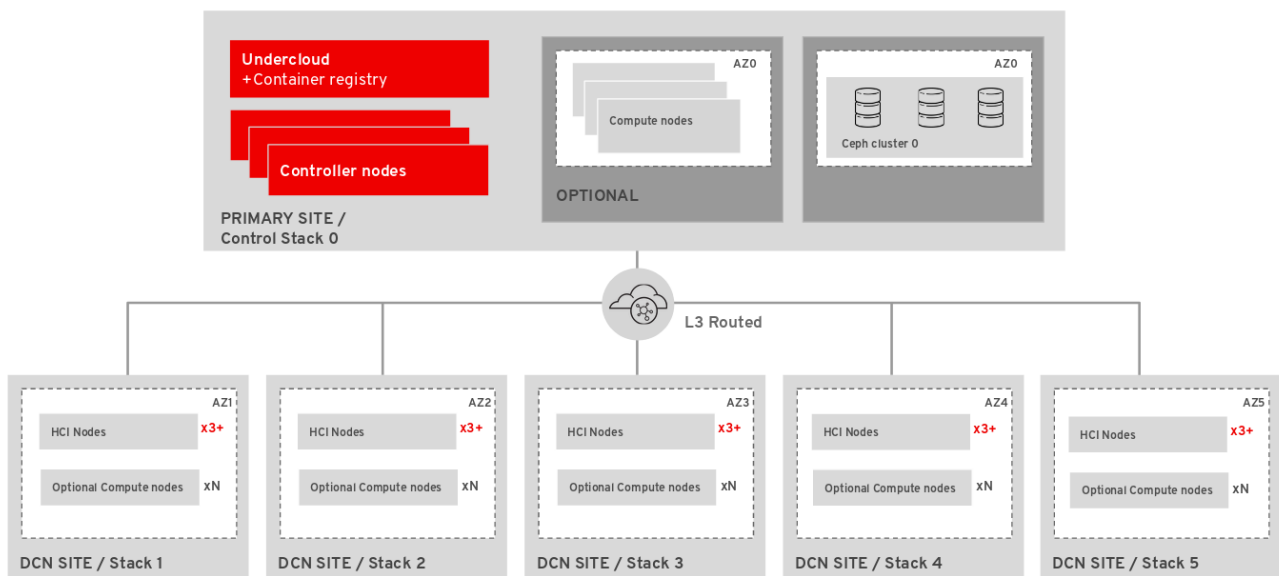 Undercloud
+Container registry
Controller nodes
PRIMARY SITE /
Control Stack 0
AZ0
Compute nodes
OPTIONAL
AZ0
Ceph cluster 0
L3 Routed
AZ1
HCI Nodes
x3+
Optional Compute nodes
xN
DCN SITE / Stack 1
AZ2
HCI Nodes
x3+
Optional Compute nodes
xN
DCN SITE / Stack 2
AZ3
HCI Nodes
x3+
Optional Compute nodes
xN
DCN SITE / Stack 3
AZ4
HCI Nodes
x3+
Optional Compute nodes
xN
DCN SITE / Stack 4
AZ5
HCI Nodes
x3+
Optional Compute nodes
xN
DCN SITE / Stack 5